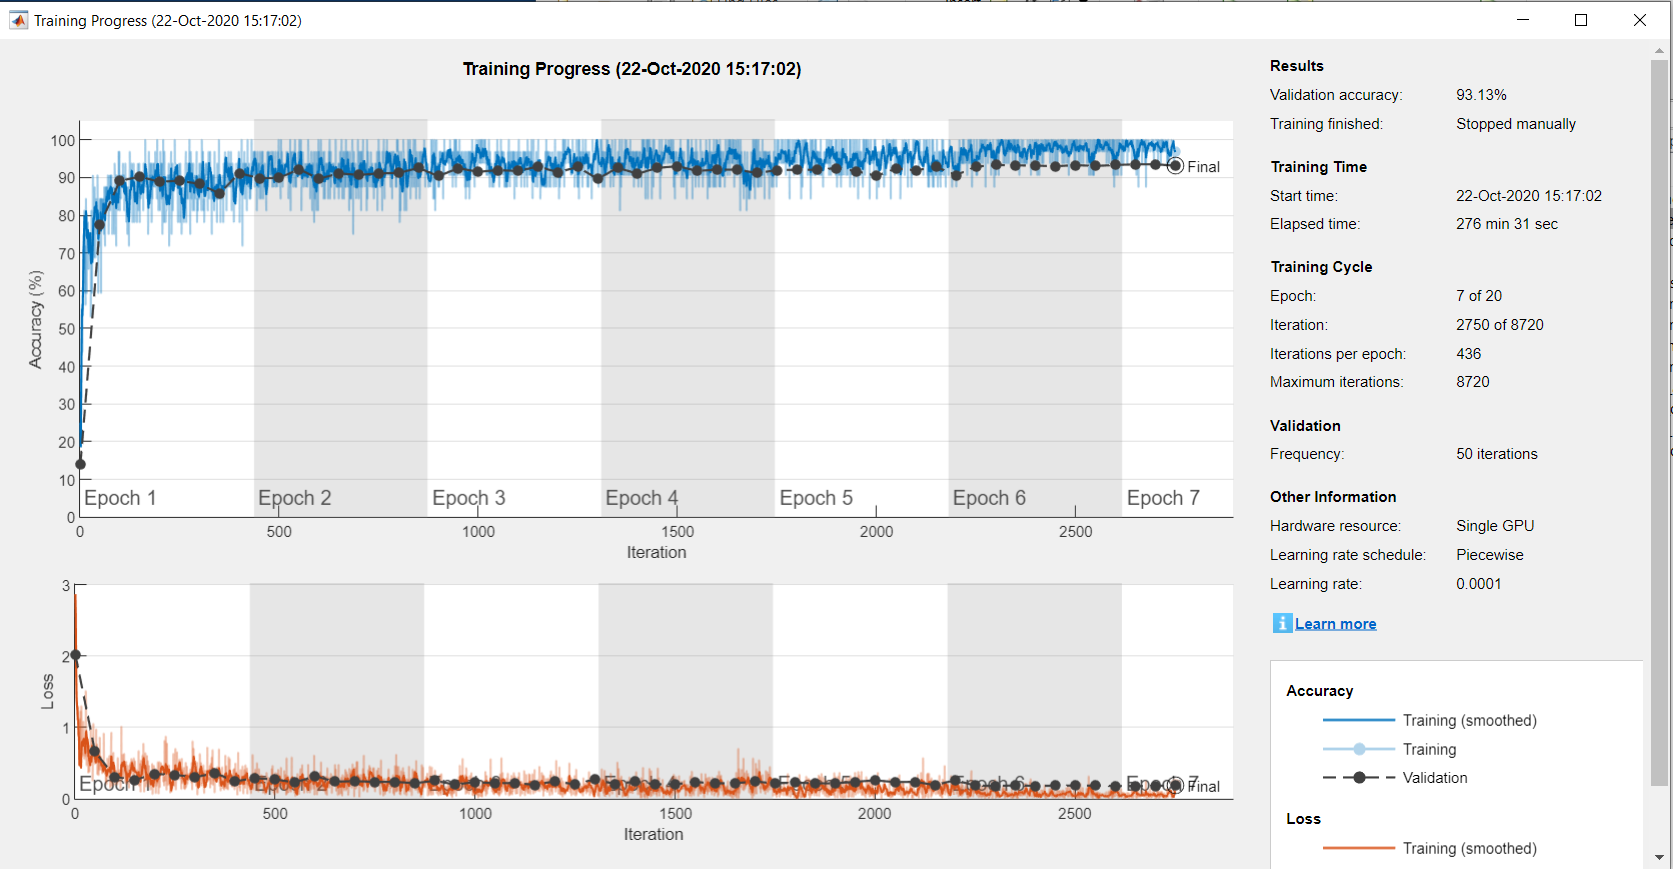 Training Progress (22-Oct-2020 15:17:02)
Training Progress (22-Oct-2020 15:17:02)
100
90
80
70
60
50
40
30
20
10
0
Accuracy (%)
Final
Epoch 1
Epoch 2
Epoch 3
Epoch 4
Epoch 5
Epoch 6
Epoch 7
0
500
1000
1500
2000
2500
Iteration
3
2
1
0
Loss
Epoch 1
Epoch 2
Epoch 3
Epoch 4
Epoch 5
Epoch 6
Epoch 7
Final
0
500
1000
1500
2000
2500
Iteration
Results
Validation accuracy: 93.13%
Training finished: Stopped manually
Training Time
Start time: 22-Oct-2020 15:17:02
Elapsed time: 276 min 31 sec
Training Cycle
Epoch: 7 of 20
Iteration: 2750 of 8720
Iterations per epoch: 436
Maximum iterations: 8720
Validation
Frequency: 50 iterations
Other Information
Hardware resource: Single GPU
Learning rate schedule: Piecewise
Learning rate: 0.0001
Learn more
Accuracy
Training (smoothed)
Training
Validation
Loss
Training (smoothed)